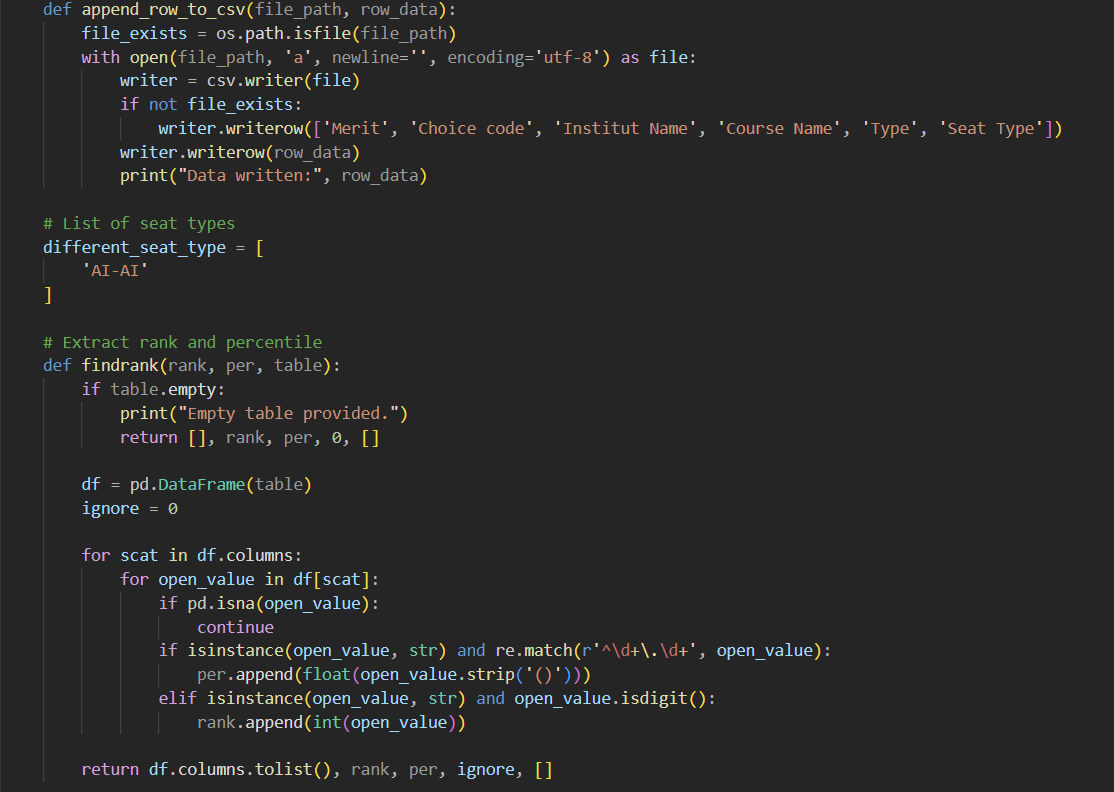 def append_row_to_csv(file_path, row_data):
    file_exists = os.path.isfile(file_path)
    with open(file_path, 'a', newline='', encoding='utf-8') as file:
        writer = csv.writer(file)
        if not file_exists:
            writer.writerow(['Merit', 'Choice code', 'Institut Name', 'Course Name', 'Type', 'Seat Type'])
        writer.writerow(row_data)
        print("Data written:", row_data)

# List of seat types
different_seat_type = [
    'AI-AI'
]

# Extract rank and percentile
def findrank(rank, per, table):
    if table.empty:
        print("Empty table provided.")
        return [], rank, per, 0, []

    df = pd.DataFrame(table)
    ignore = 0

    for scat in df.columns:
        for open_value in df[scat]:
            if pd.isna(open_value):
                continue
            if isinstance(open_value, str) and re.match(r'^\d+\.\d+', open_value):
                per.append(float(open_value.strip('()')))
            elif isinstance(open_value, str) and open_value.isdigit():
                rank.append(int(open_value))

    return df.columns.tolist(), rank, per, ignore, []